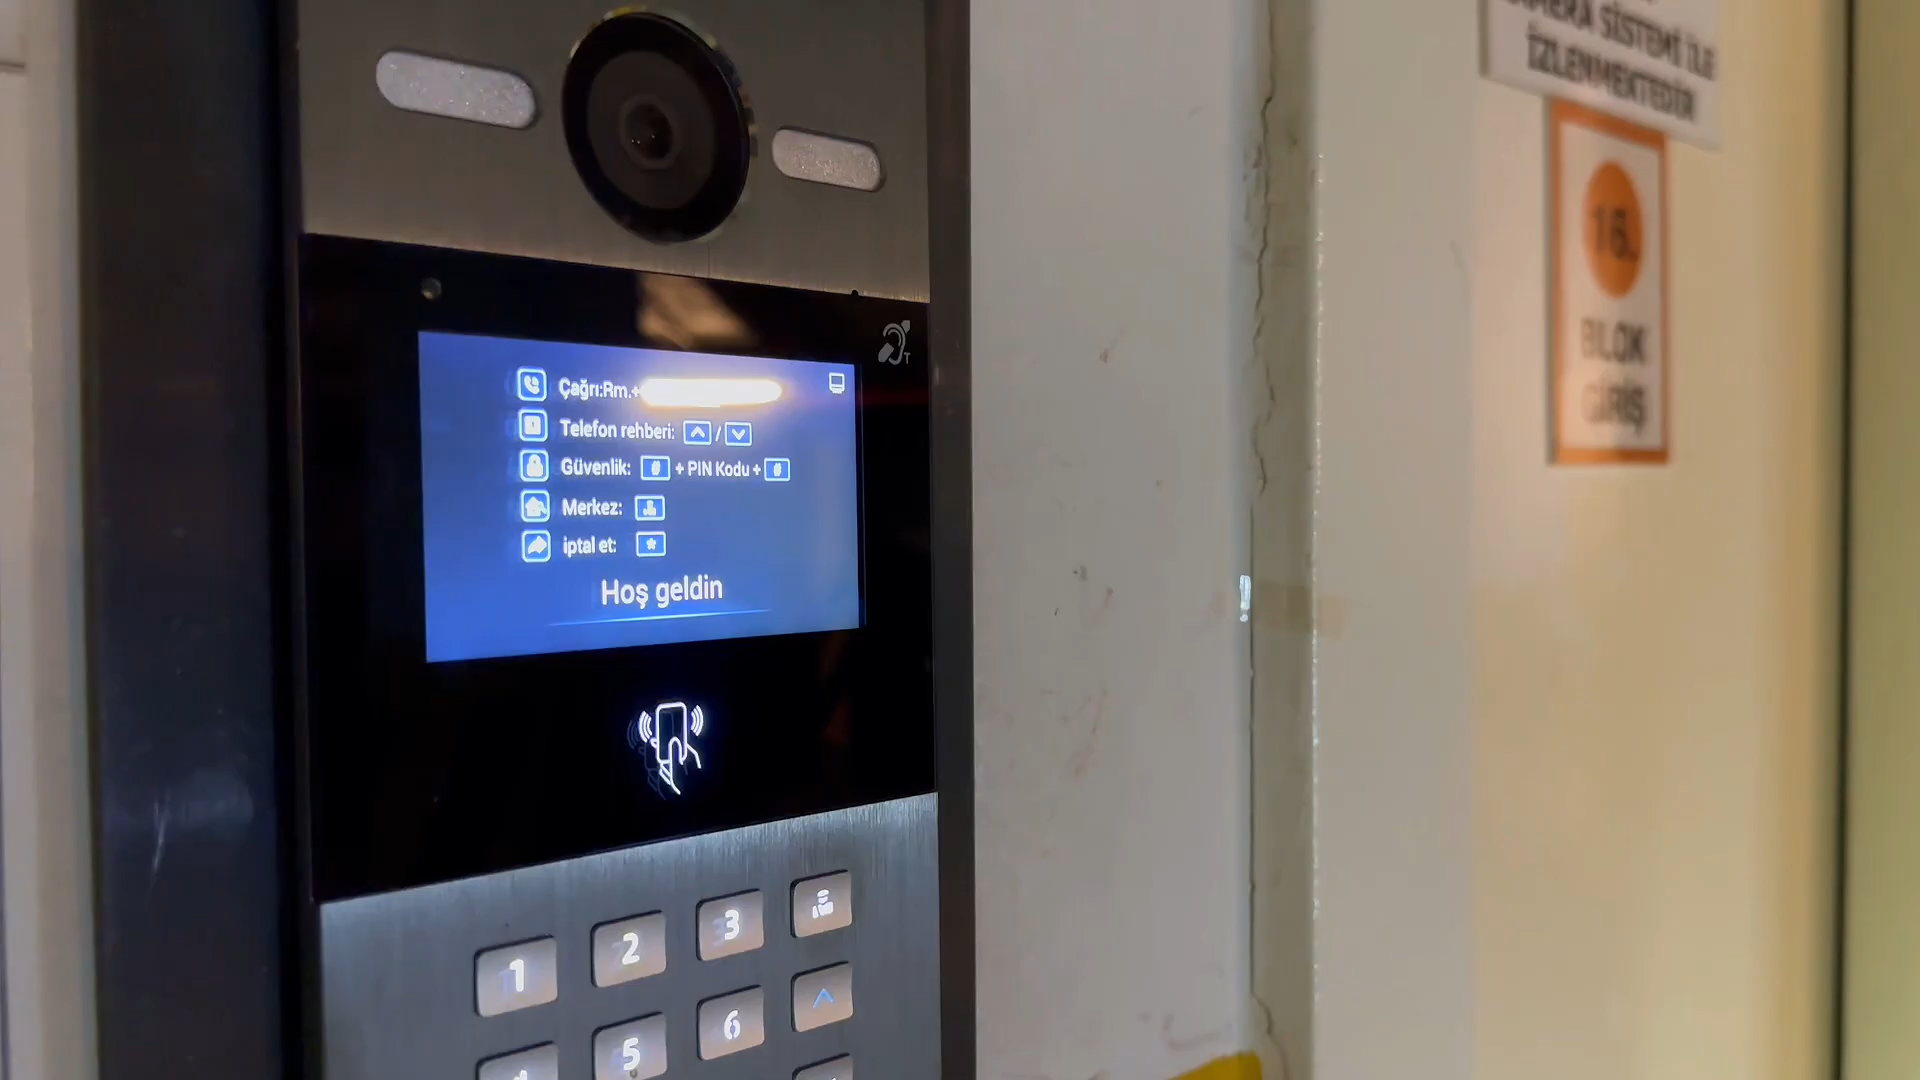 Çağrı:Rm.+
Telefon rehberi: /
Güvenlik: # + PIN Kodu + #
Merkez:
iptal et: *
Hoş geldin
T
1 2 3
5 6
SİSTEMİ İLE
İZLENMEKTEDİR
16.
BLOK
GİRİŞ